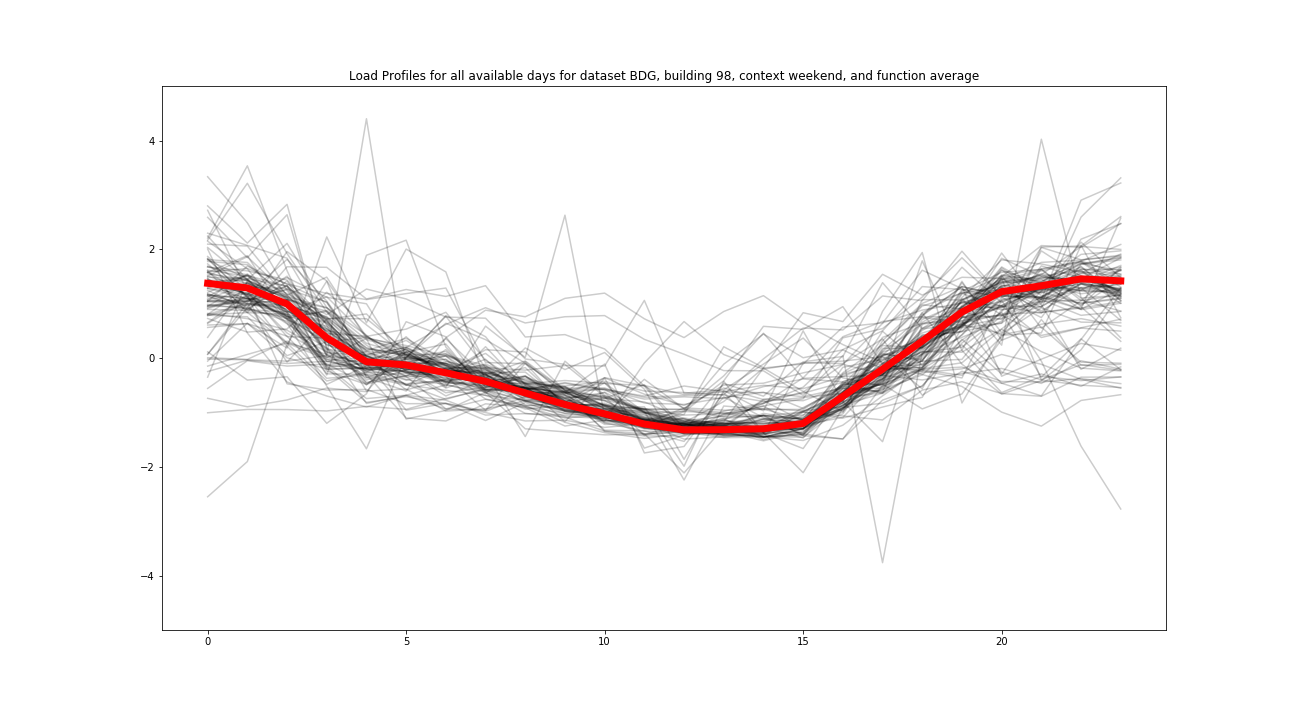 Load Profiles for all available days for dataset BDG, building 98, context weekend, and function average
4
2
0
−2
−4
0 5 10 15 20